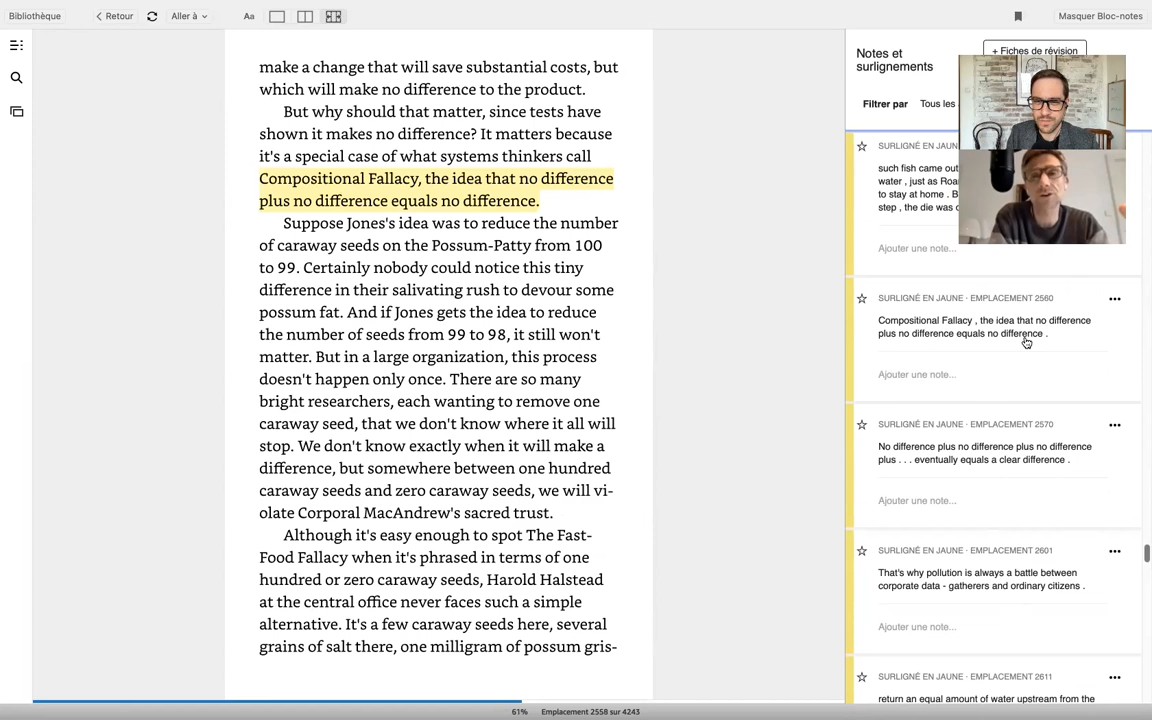 Bibliothèque
Retour
Aller à
Aa
Masquer Bloc-notes
make a change that will save substantial costs, but
which will make no difference to the product.
But why should that matter, since tests have
shown it makes no difference? It matters because
it's a special case of what systems thinkers call
Compositional Fallacy, the idea that no difference
plus no difference equals no difference.
Suppose Jones's idea was to reduce the number
of caraway seeds on the Possum-Patty from 100
to 99. Certainly nobody could notice this tiny
difference in their salivating rush to devour some
possum fat. And if Jones gets the idea to reduce
the number of seeds from 99 to 98, it still won't
matter. But in a large organization, this process
doesn't happen only once. There are so many
bright researchers, each wanting to remove one
caraway seed, that we don't know where it all will
stop. We don't know exactly when it will make a
difference, but somewhere between one hundred
caraway seeds and zero caraway seeds, we will vi-
olate Corporal MacAndrew's sacred trust.
Although it's easy enough to spot The Fast-
Food Fallacy when it's phrased in terms of one
hundred or zero caraway seeds, Harold Halstead
at the central office never faces such a simple
alternative. It's a few caraway seeds here, several
grains of salt there, one milligram of possum gris-
Notes et
surlignements
+ Fiches de révision
Filtrer par
Tous les
SURLIGNÉ EN JAUN
such fish came out
water , just as Roa
to stay at home . B
step , the die was c
Ajouter une note...
SURLIGNÉ EN JAUNE · EMPLACEMENT 2560
Compositional Fallacy , the idea that no difference
plus no difference equals no difference .
Ajouter une note...
SURLIGNÉ EN JAUNE · EMPLACEMENT 2570
No difference plus no difference plus no difference
plus . . . eventually equals a clear difference .
Ajouter une note...
SURLIGNÉ EN JAUNE · EMPLACEMENT 2601
That's why pollution is always a battle between
corporate data - gatherers and ordinary citizens .
Ajouter une note...
SURLIGNÉ EN JAUNE · EMPLACEMENT 2611
return an equal amount of water upstream from the
61% Emplacement 2558 sur 4243